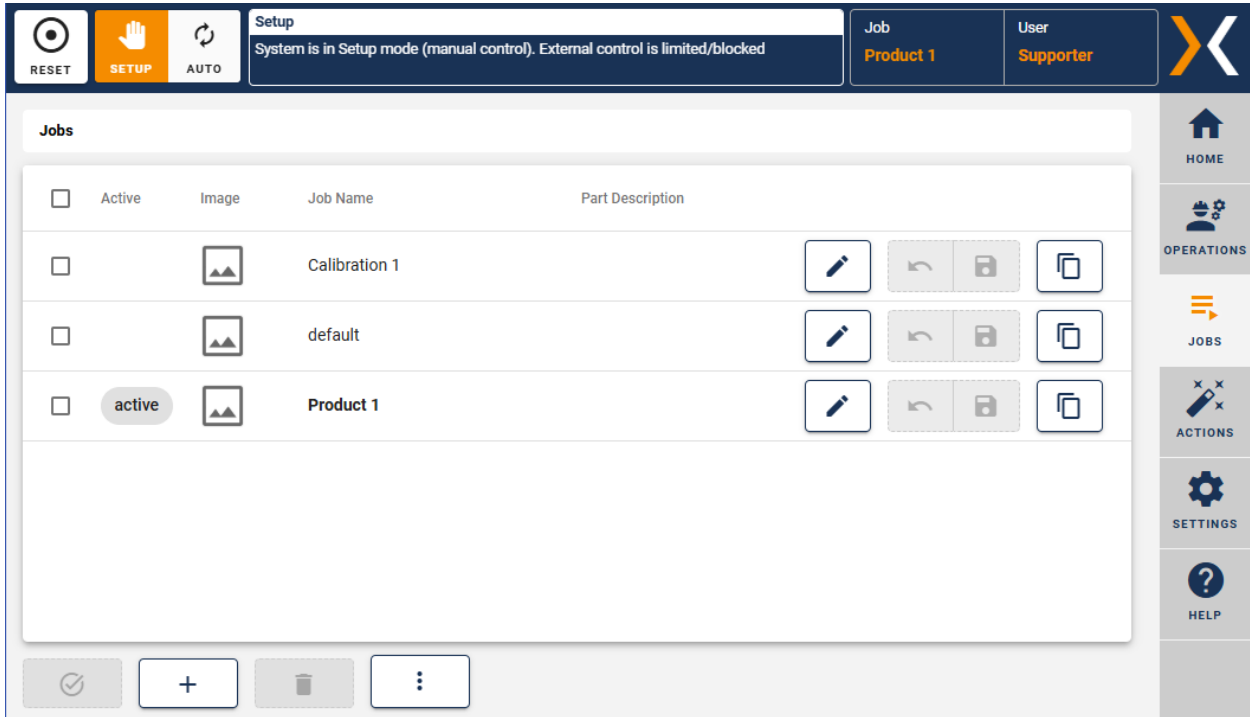 RESET
SETUP
AUTO
Setup
System is in Setup mode (manual control). External control is limited/blocked
Job
Product 1
User
Supporter
Jobs
Active Image Job Name Part Description
Calibration 1
default
active Product 1
HOME
OPERATIONS
JOBS
ACTIONS
SETTINGS
HELP